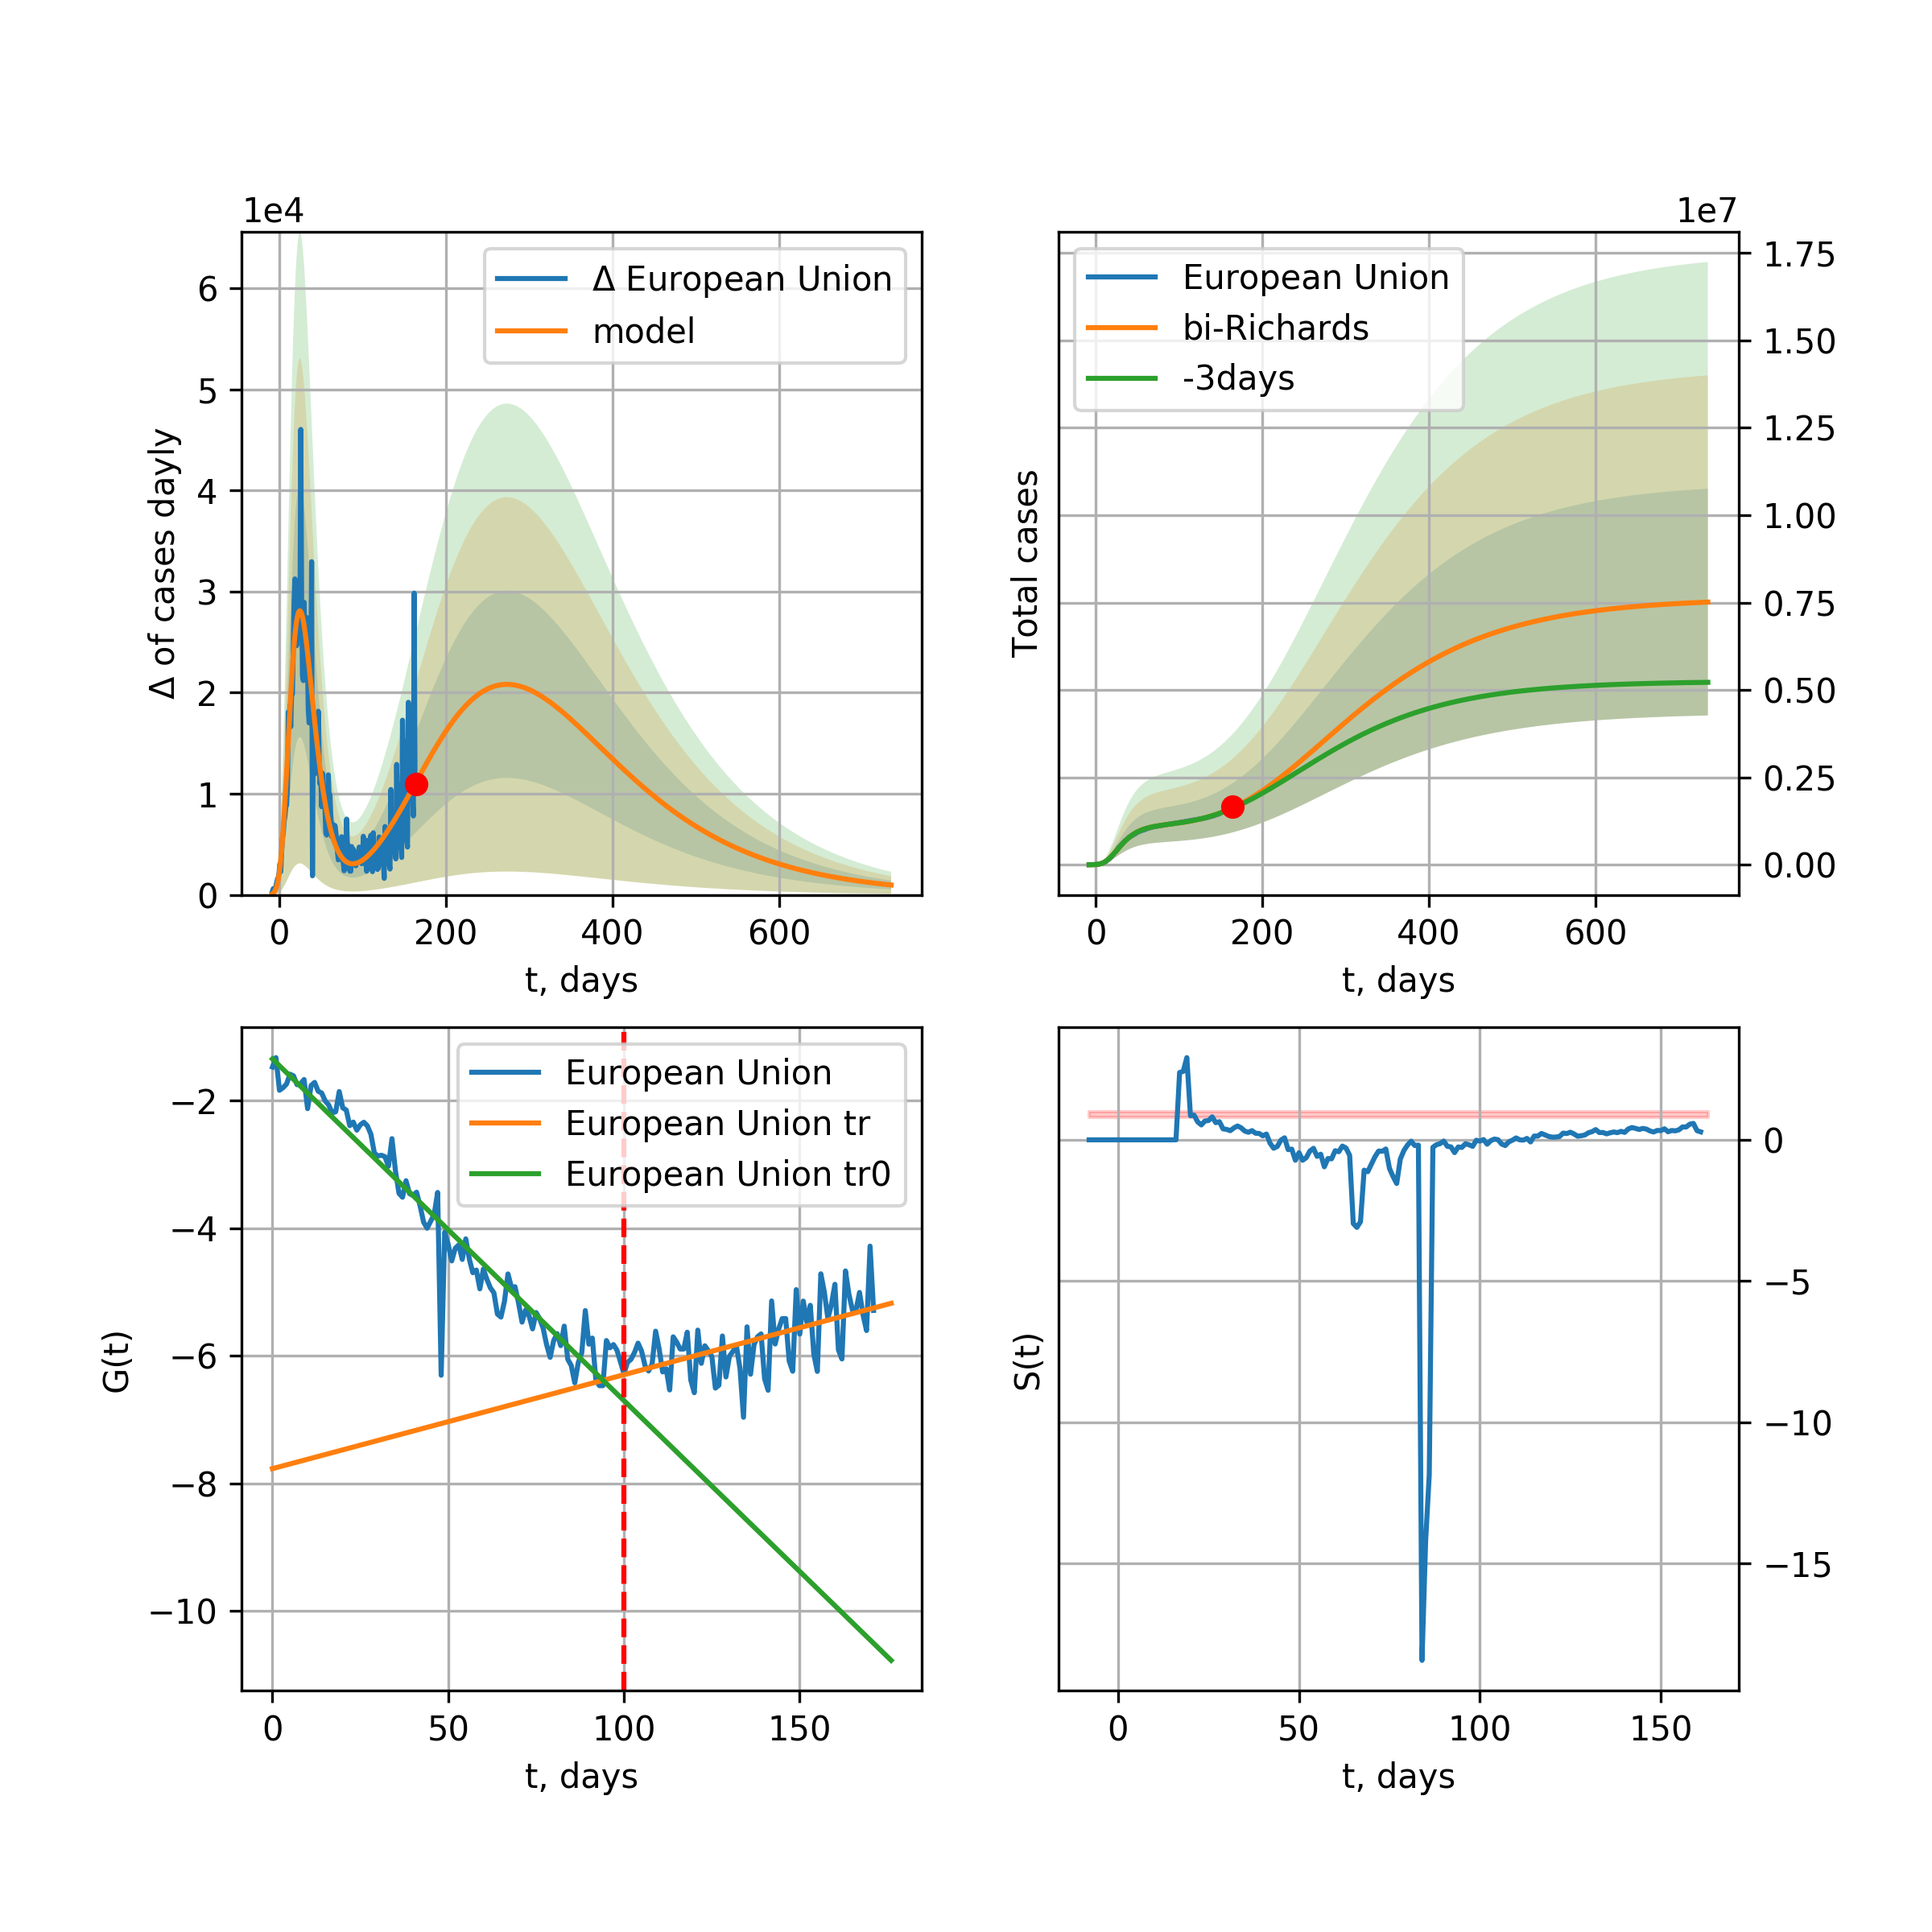 1e4
Δ of cases dayly
6
5
4
3
2
1
0
0 200 400 600
t, days
Δ European Union
model
1e7
Total cases
1.75
1.50
1.25
1.00
0.75
0.50
0.25
0.00
0 200 400 600
t, days
European Union
bi-Richards
-3days
G(t)
−2
−4
−6
−8
−10
0 50 100 150
t, days
European Union
European Union tr
European Union tr0
S(t)
0
−5
−10
−15
0 50 100 150
t, days